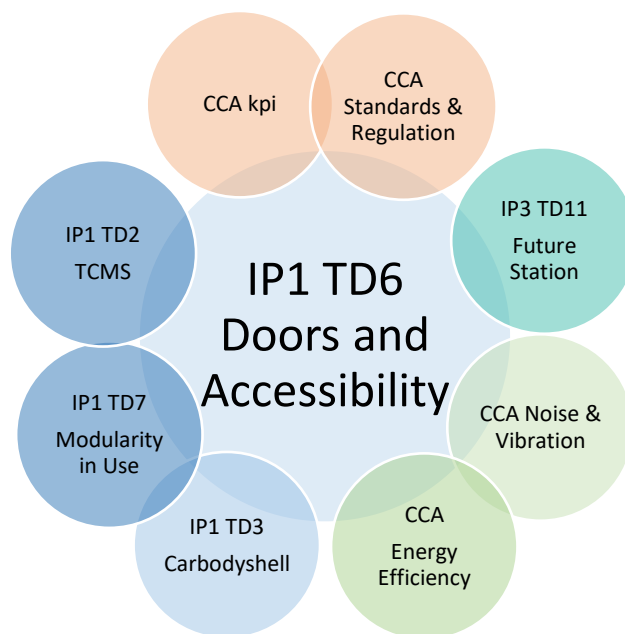 CCA kpi
CCA
Standards &
Regulation
IP1 TD2
TCMS
IP3 TD11
Future
Station
IP1 TD6
Doors and
Accessibility
IP1 TD7
Modularity
in Use
CCA Noise &
Vibration
IP1 TD3
Carbodyshell
CCA
Energy
Efficiency